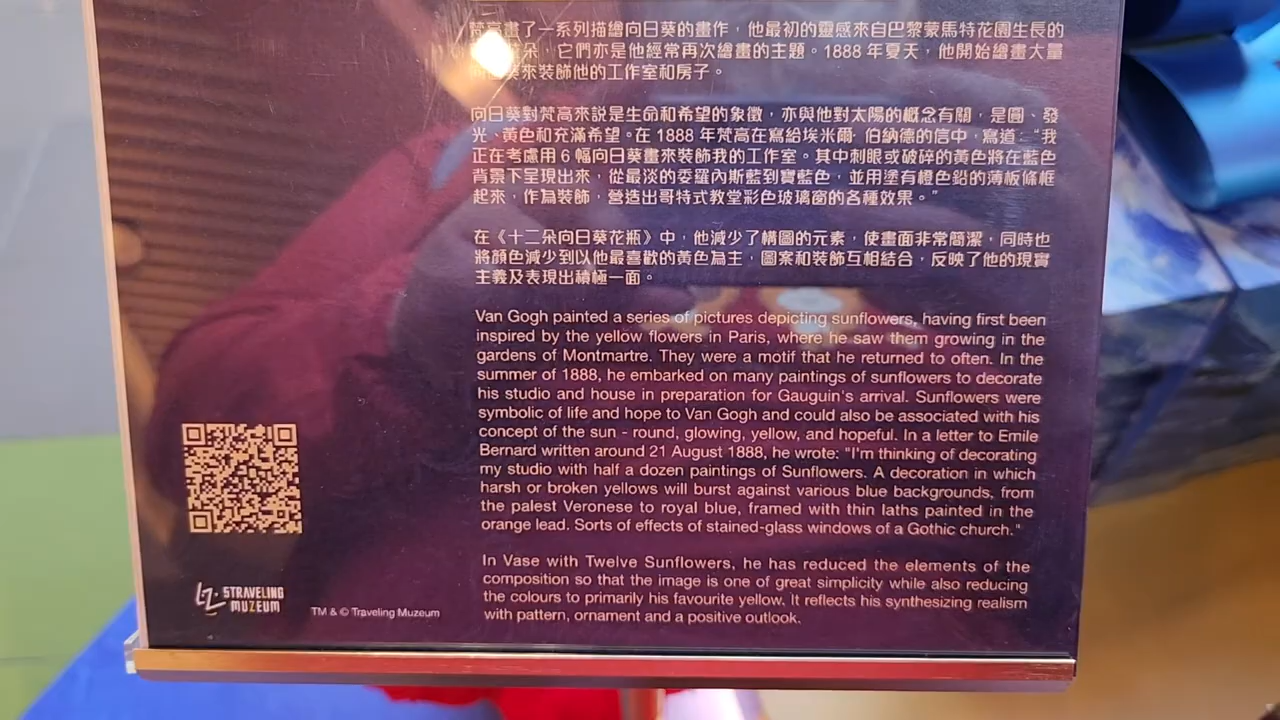 梵高畫了一系列描繪向日葵的畫作，他最初的靈感來自巴黎蒙馬特花園生長的
朵，它們亦是他經常再次繪畫的主題。1888 年夏天，他開始繪畫大量
來裝飾他的工作室和房子。
向日葵對梵高來說是生命和希望的象徵，亦與他對太陽的概念有關，是圓、發
光、黃色和充滿希望。在 1888 年梵高在寫給埃米爾·伯納德的信中，寫道：“我
正在考慮用 6 幅向日葵畫來裝飾我的工作室。其中刺眼或破碎的黃色將在藍色
背景下呈現出來，從最淡的委羅內斯藍到寶藍色，並用塗有橙色鉛的薄板條框
起來，作為裝飾，營造出哥特式教堂彩色玻璃窗的各種效果。”
在《十二朵向日葵花瓶》中，他減少了構圖的元素，使畫面非常簡潔，同時也
將顏色減少到以他最喜歡的黃色為主，圖案和裝飾互相結合，反映了他的現實
主義及表現出積極一面。
Van Gogh painted a series of pictures depicting sunflowers, having first been
inspired by the yellow flowers in Paris, where he saw them growing in the
gardens of Montmartre. They were a motif that he returned to often. In the
summer of 1888, he embarked on many paintings of sunflowers to decorate
his studio and house in preparation for Gauguin's arrival. Sunflowers were
symbolic of life and hope to Van Gogh and could also be associated with his
concept of the sun - round, glowing, yellow, and hopeful. In a letter to Emile
Bernard written around 21 August 1888, he wrote: "I'm thinking of decorating
my studio with half a dozen paintings of Sunflowers. A decoration in which
harsh or broken yellows will burst against various blue backgrounds, from
the palest Veronese to royal blue, framed with thin laths painted in the
orange lead. Sorts of effects of stained-glass windows of a Gothic church."
In Vase with Twelve Sunflowers, he has reduced the elements of the
composition so that the image is one of great simplicity while also reducing
the colours to primarily his favourite yellow. It reflects his synthesizing realism
with pattern, ornament and a positive outlook.
STRAVELING
MUZEUM
TM & © Traveling Muzeum